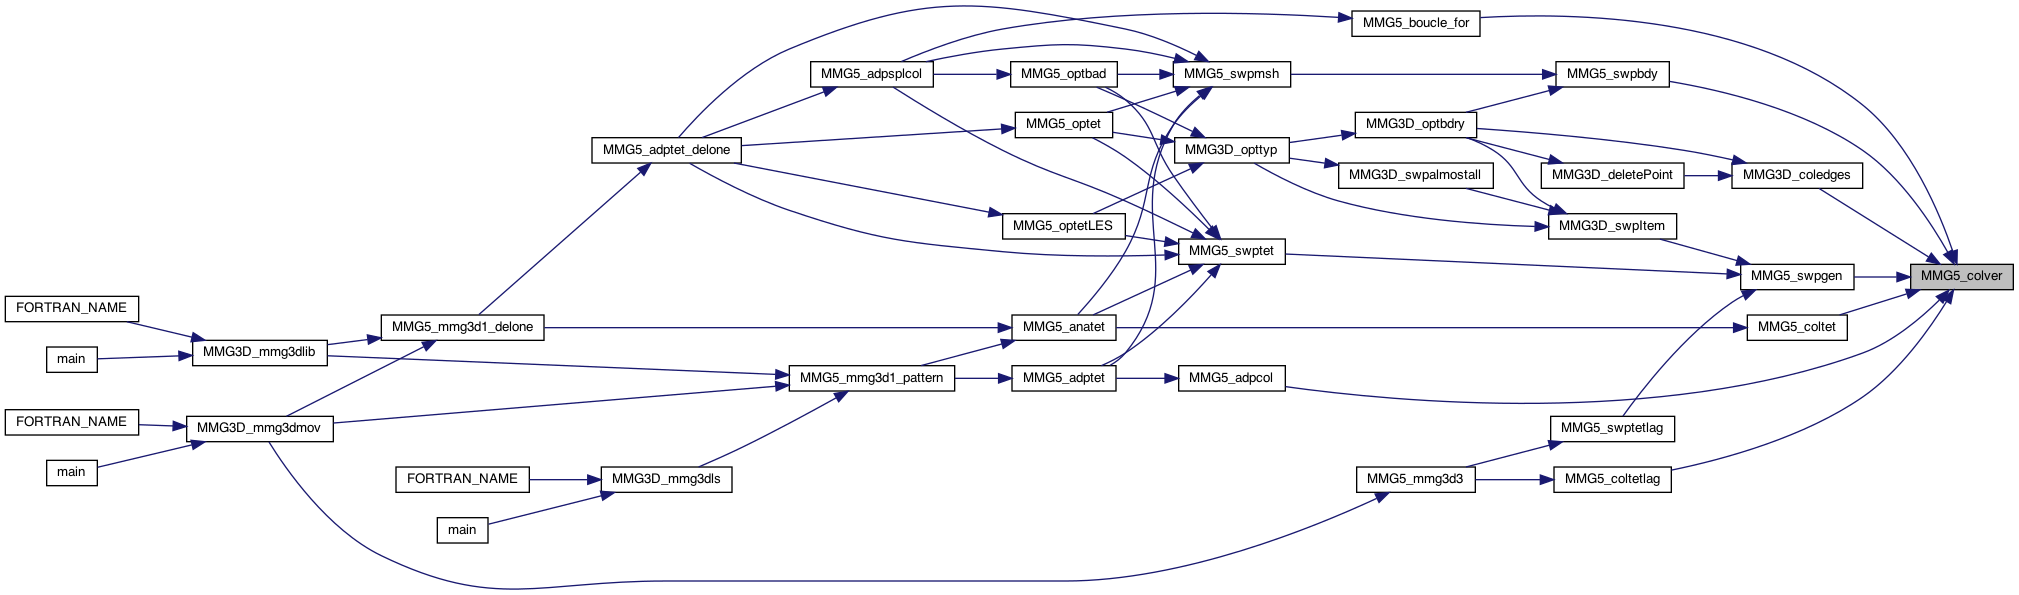 MMG5_boucle_for
MMG5_adpsplcol
MMG5_optbad
MMG5_swpmsh
MMG5_swpbdy
MMG5_optet
MMG3D_optbdry
MMG5_adptet_delone
MMG3D_opttyp
MMG3D_swpalmostall
MMG3D_deletePoint
MMG3D_coledges
MMG5_optetLES
MMG3D_swpItem
MMG5_swptet
MMG5_swpgen
MMG5_colver
FORTRAN_NAME
MMG5_mmg3d1_delone
MMG5_anatet
MMG5_coltet
main
MMG3D_mmg3dlib
MMG5_mmg3d1_pattern
MMG5_adptet
MMG5_adpcol
FORTRAN_NAME
MMG3D_mmg3dmov
MMG5_swptetlag
main
FORTRAN_NAME
MMG3D_mmg3dls
MMG5_mmg3d3
MMG5_coltetlag
main